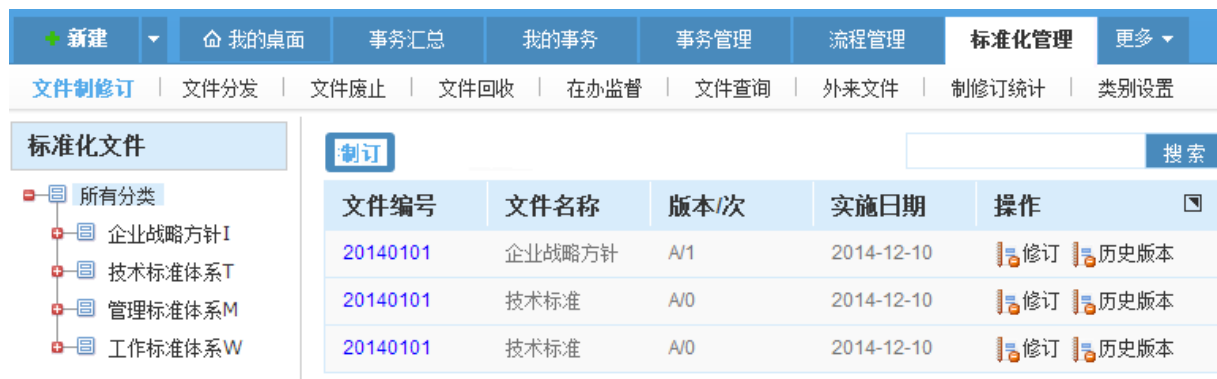 新建 我的桌面 事务汇总 我的事务 事务管理 流程管理 标准化管理 更多
文件制修订 文件分发 文件废止 文件回收 在办监督 文件查询 外来文件 制修订统计 类别设置
标准化文件
所有分类
企业战略方针I
技术标准体系T
管理标准体系M
工作标准体系W
制订 搜索
文件编号 文件名称 版本/次 实施日期 操作
20140101 企业战略方针 A/1 2014-12-10 修订 历史版本
20140101 技术标准 A/0 2014-12-10 修订 历史版本
20140101 技术标准 A/0 2014-12-10 修订 历史版本